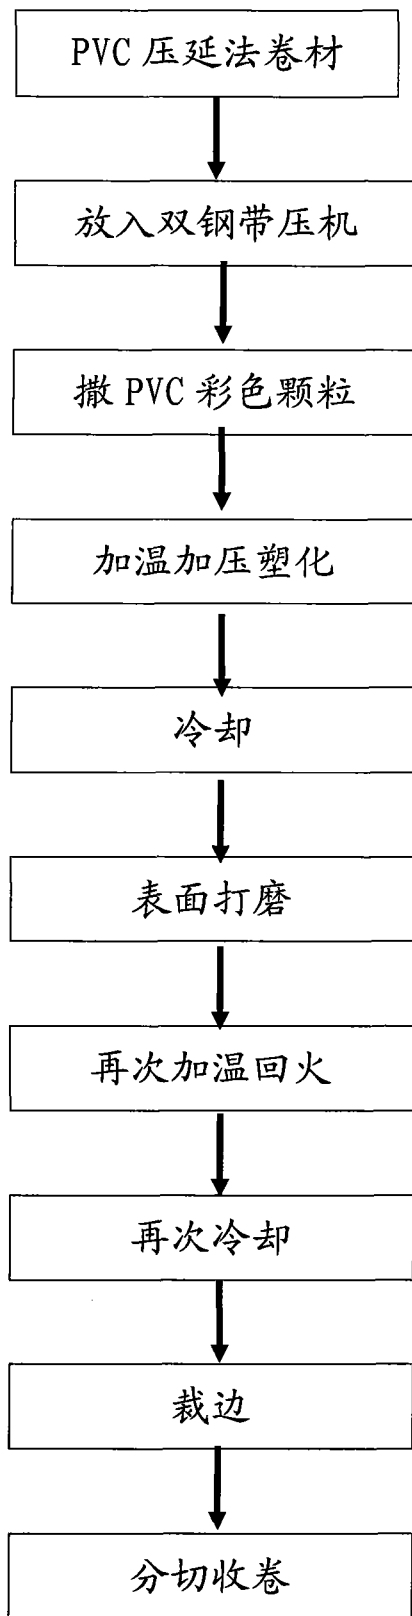 PVC 压延法卷材
放入双钢带压机
撒 PVC 彩色颗粒
加温加压塑化
冷却
表面打磨
再次加温回火
再次冷却
裁边
分切收卷